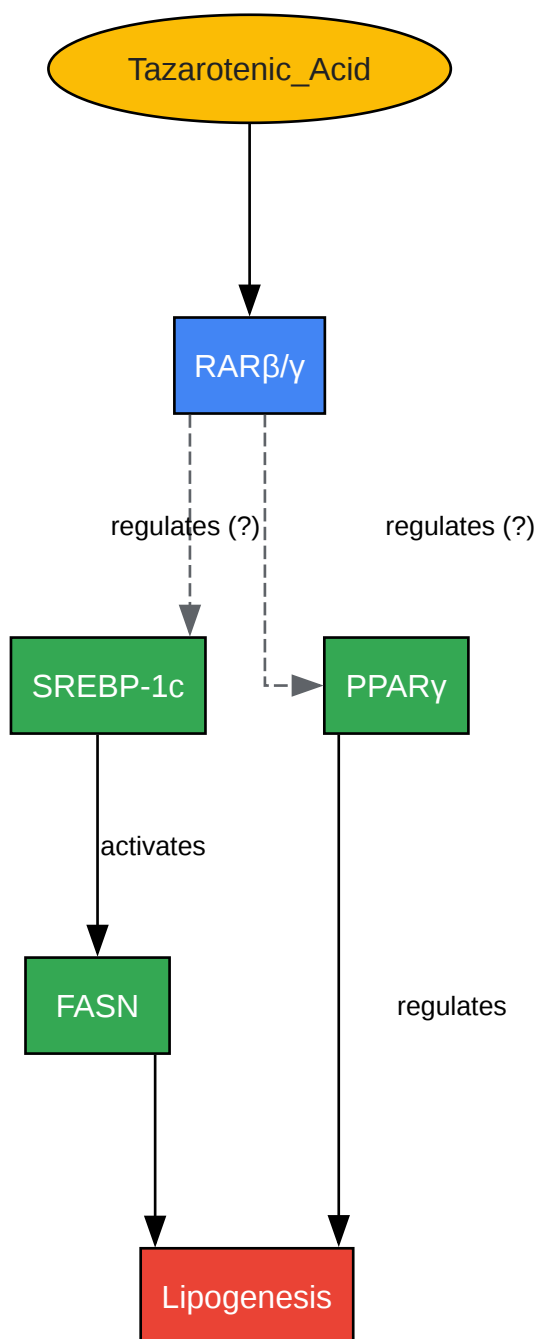 Tazarotenic_Acid
RARβ/γ
regulates (?)
regulates (?)
SREBP-1c
PPARγ
activates
FASN
regulates
Lipogenesis